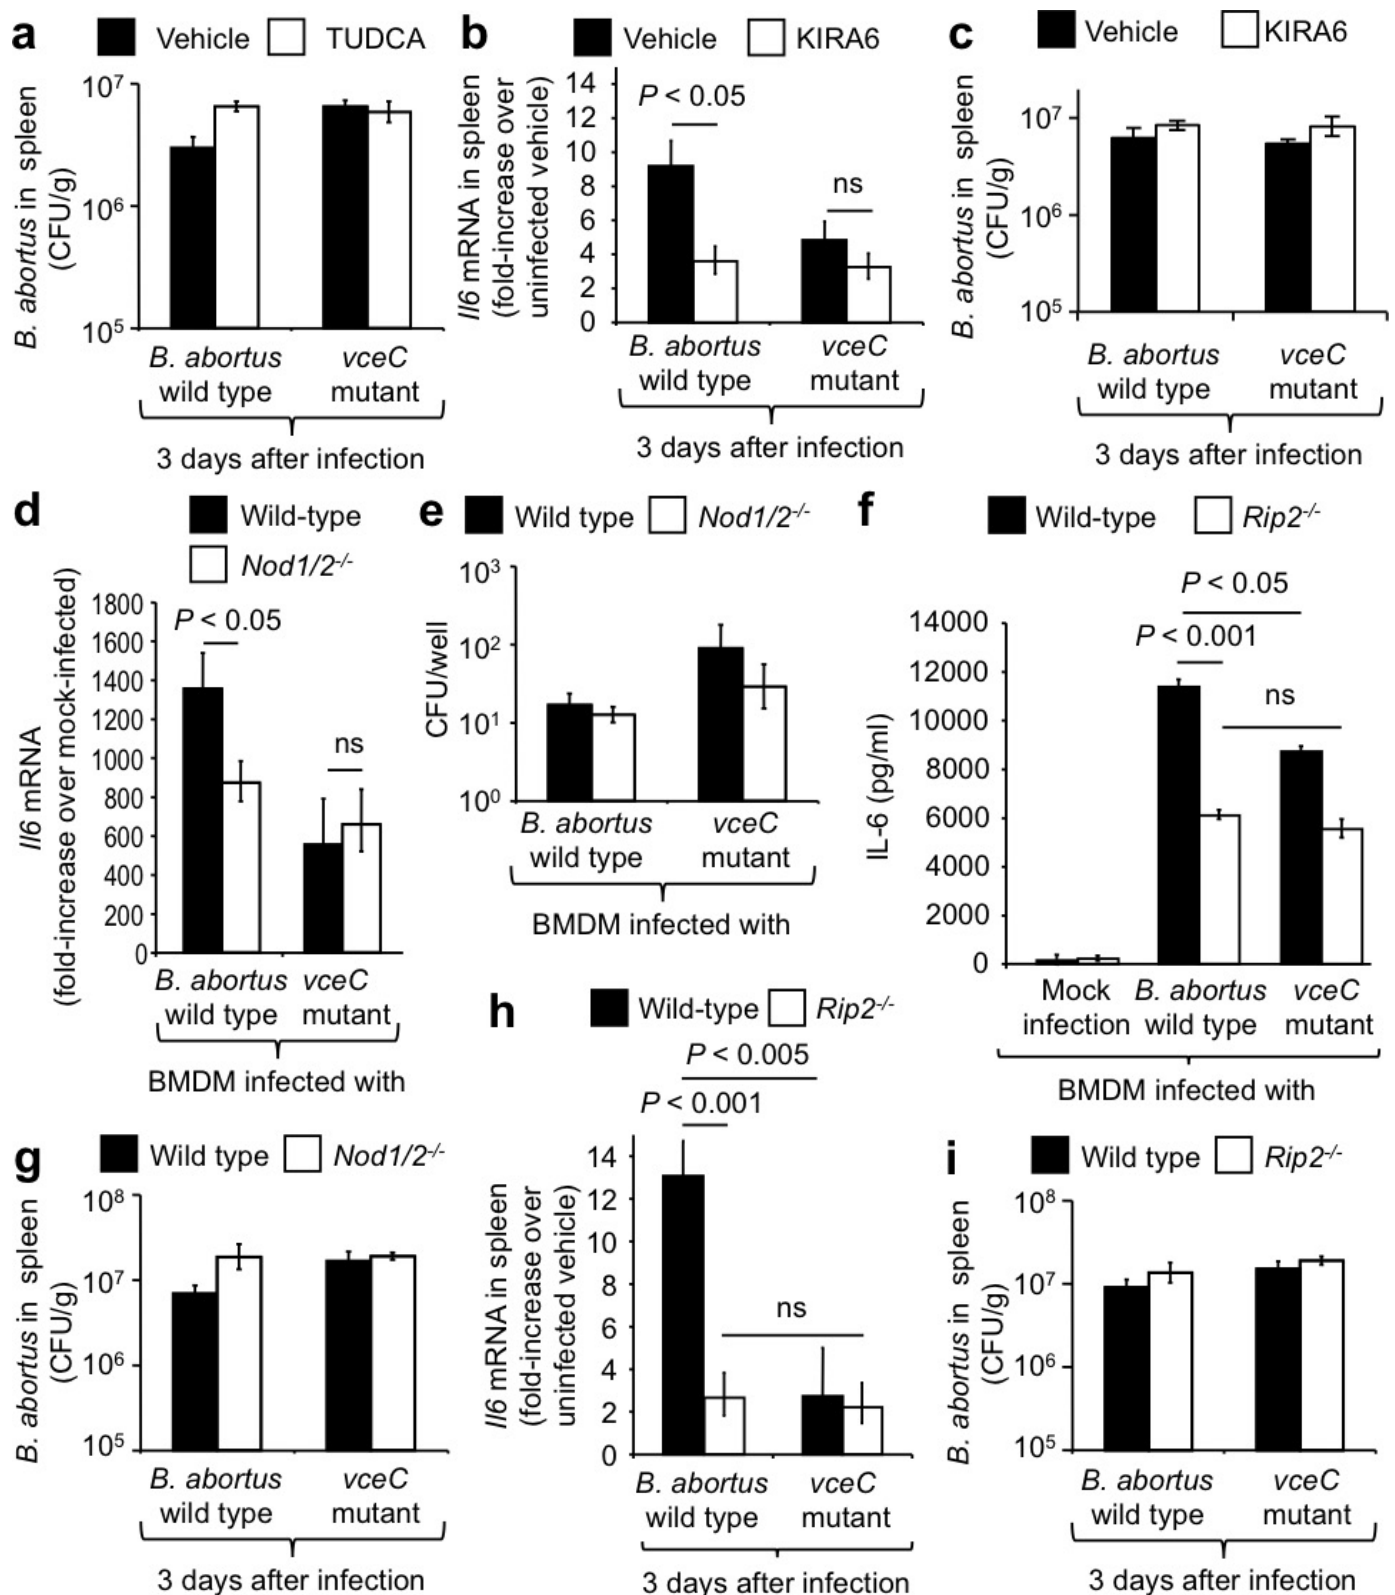 a
Vehicle TUDCA
B. abortus in spleen
(CFU/g)
10⁷
10⁶
10⁵
B. abortus
wild type
vceC
mutant
3 days after infection
b
Vehicle KIRA6
Il6 mRNA in spleen
(fold-increase over
uninfected vehicle)
14
12
10
8
6
4
2
0
P < 0.05
ns
B. abortus
wild type
vceC
mutant
3 days after infection
c
Vehicle KIRA6
B. abortus in spleen
(CFU/g)
10⁷
10⁶
10⁵
B. abortus
wild type
vceC
mutant
3 days after infection
d
Wild-type
Nod1/2⁻/⁻
Il6 mRNA
(fold-increase over mock-infected)
1800
1600
1400
1200
1000
800
600
400
200
0
P < 0.05
ns
B. abortus
wild type
vceC
mutant
BMDM infected with
e
Wild type Nod1/2⁻/⁻
CFU/well
10³
10²
10¹
10⁰
B. abortus
wild type
vceC
mutant
BMDM infected with
f
Wild-type Rip2⁻/⁻
P < 0.05
P < 0.001
ns
IL-6 (pg/ml)
14000
12000
10000
8000
6000
4000
2000
0
Mock
infection
B. abortus
wild type
vceC
mutant
BMDM infected with
g
Wild type Nod1/2⁻/⁻
B. abortus in spleen
(CFU/g)
10⁸
10⁷
10⁶
10⁵
B. abortus
wild type
vceC
mutant
3 days after infection
h
Wild-type Rip2⁻/⁻
P < 0.005
P < 0.001
ns
Il6 mRNA in spleen
(fold-increase over
uninfected vehicle)
14
12
10
8
6
4
2
0
B. abortus
wild type
vceC
mutant
3 days after infection
i
Wild type Rip2⁻/⁻
B. abortus in spleen
(CFU/g)
10⁸
10⁷
10⁶
10⁵
B. abortus
wild type
vceC
mutant
3 days after infection